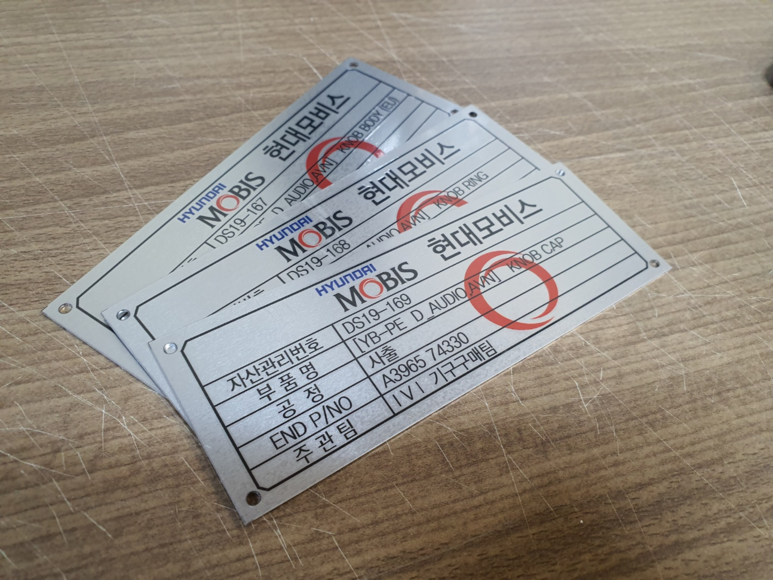 HYUNDAI
MOBIS 현대모비스
DS19-167
D AUDIO,AVN] KNOB BODY (EU)
HYUNDAI
MOBIS 현대모비스
DS19-168
AUDIO,AVN] KNOB RING
HYUNDAI
MOBIS 현대모비스
자산관리번호 DS19-169
부품명 [YB-PE D AUDIO,AVN] KNOB CAP
공정 사출
END P/NO A3965 74330
주관팀 IVI 기구구매팀